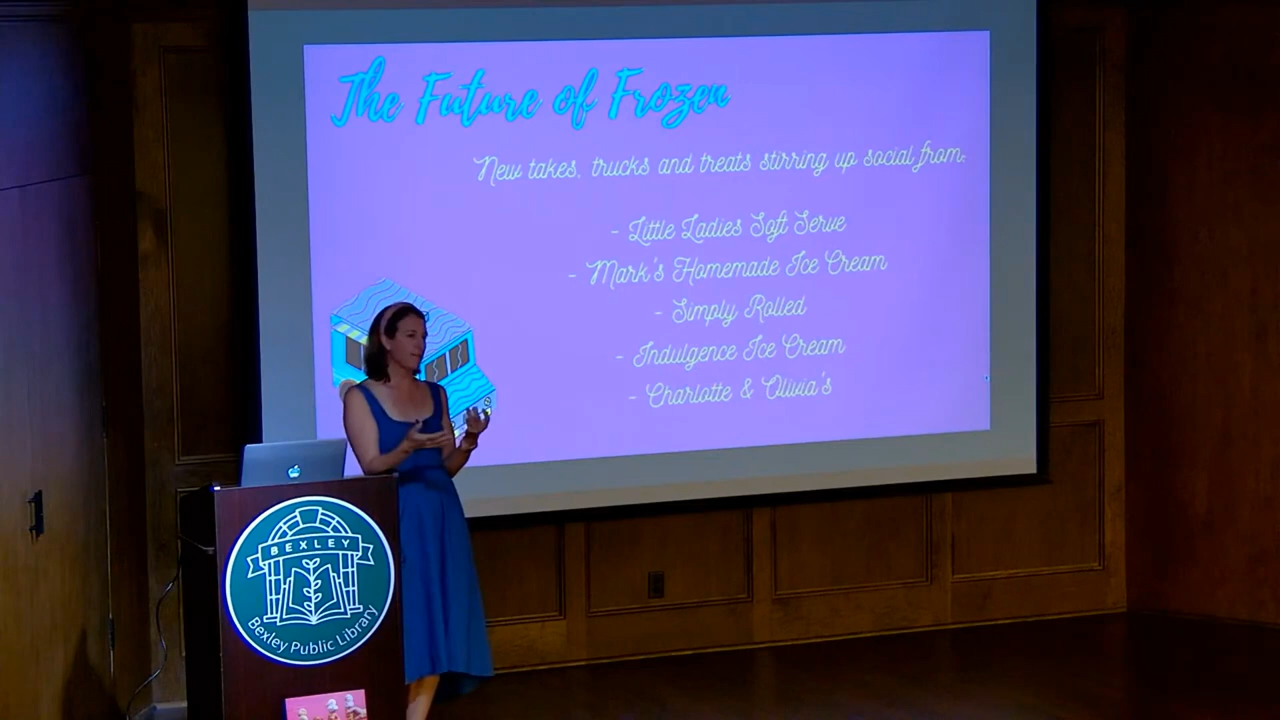 The Future of Frozen
New takes, trucks and treats stirring up social from:
- Little Ladies Soft Serve
- Mark's Homemade Ice Cream
- Simply Rolled
- Indulgence Ice Cream
- Charlotte & Olivia's
BEXLEY
Bexley Public Library